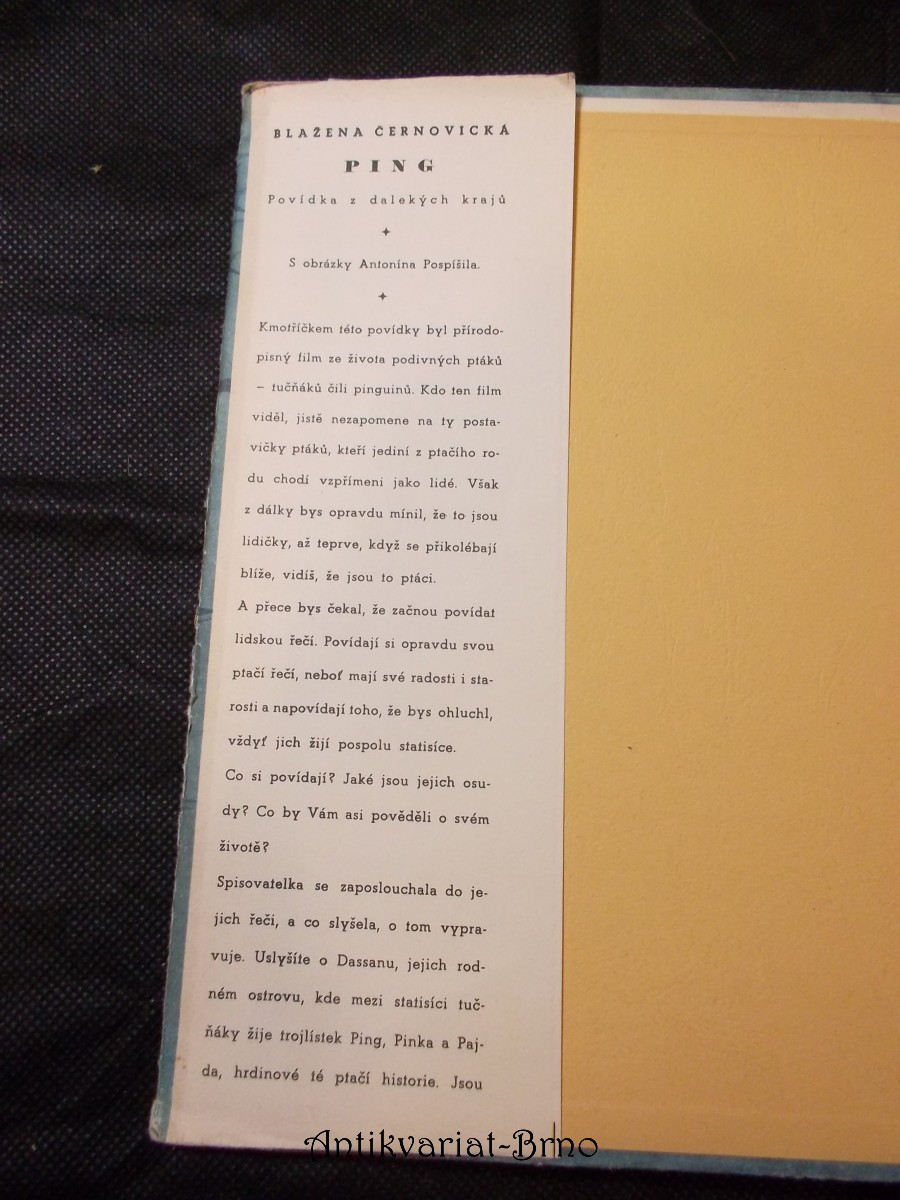 BLAŽENA ČERNOVICKÁ
PING
Povídka z dalekých krajů
S obrázky Antonína Pospíšila.
Kmotříčkem této povídky byl přírodo-
pisný film ze života podivných ptáků
– tučňáků čili pinguinů. Kdo ten film
viděl, jistě nezapomene na ty posta-
vičky ptáků, kteří jediní z ptačího ro-
du chodí vzpřímeni jako lidé. Však
z dálky bys opravdu mínil, že to jsou
lidičky, až teprve, když se přikolébají
blíže, vidíš, že jsou to ptáci.
A přece bys čekal, že začnou povídat
lidskou řečí. Povídají si opravdu svou
ptačí řečí, neboť mají své radosti i sta-
rosti a napovídají toho, že bys ohluchl,
vždyť jich žijí pospolu statisíce.
Co si povídají? Jaké jsou jejich osu-
dy? Co by Vám asi pověděli o svém
životě?
Spisovatelka se zaposlouchala do je-
jich řeči, a co slyšela, o tom vypra-
vuje. Uslyšíte o Dassanu, jejich rod-
ném ostrovu, kde mezi statisíci tuč-
ňáky žije trojlístek Ping, Pinka a Paj-
da, hrdinové té ptačí historie. Jsou
Antikvariat-Brno